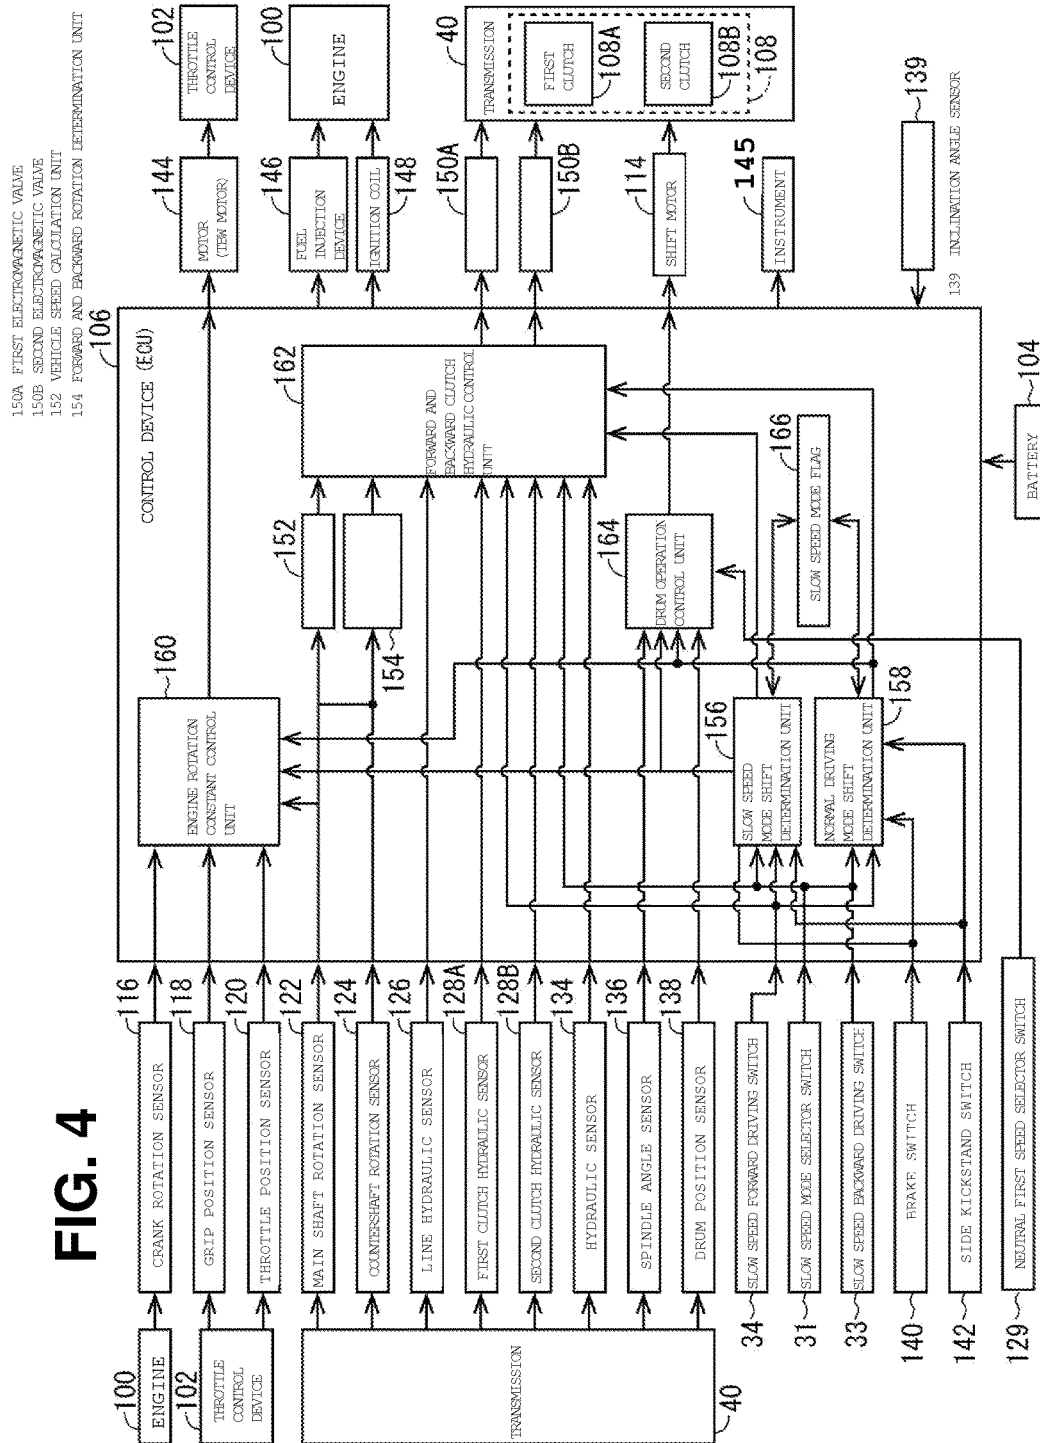 FIG. 4
150A FIRST ELECTROMAGNETIC VALVE
150B SECOND ELECTROMAGNETIC VALVE
152 VEHICLE SPEED CALCULATION UNIT
154 FORWARD AND BACKWARD ROTATION DETERMINATION UNIT
100
ENGINE
102
THROTTLE
CONTROL
DEVICE
TRANSMISSION
40
116
CRANK ROTATION SENSOR
118
GRIP POSITION SENSOR
120
THROTTLE POSITION SENSOR
122
MAIN SHAFT ROTATION SENSOR
124
COUNTERSHAFT ROTATION SENSOR
126
LINE HYDRAULIC SENSOR
128A
FIRST CLUTCH HYDRAULIC SENSOR
128B
SECOND CLUTCH HYDRAULIC SENSOR
134
HYDRAULIC SENSOR
136
SPINDLE ANGLE SENSOR
138
DRUM POSITION SENSOR
34
SLOW SPEED FORWARD DRIVING SWITCH
31
SLOW SPEED MODE SELECTOR SWITCH
33
SLOW SPEED BACKWARD DRIVING SWITCH
140
BRAKE SWITCH
142
SIDE KICKSTAND SWITCH
129
NEUTRAL FIRST SPEED SELECTOR SWITCH
106
CONTROL DEVICE (ECU)
160
ENGINE ROTATION
CONSTANT CONTROL
UNIT
152
154
162
FORWARD AND
BACKWARD CLUTCH
HYDRAULIC CONTROL
UNIT
164
DRUM OPERATION
CONTROL UNIT
156
SLOW SPEED
MODE SHIFT
DETERMINATION UNIT
158
NORMAL DRIVING
MODE SHIFT
DETERMINATION UNIT
166
SLOW SPEED MODE FLAG
104
BATTERY
144
MOTOR
(TBW MOTOR)
102
THROTTLE
CONTROL
DEVICE
146
FUEL
INJECTION
DEVICE
148
IGNITION COIL
100
ENGINE
150A
150B
114
SHIFT MOTOR
145
INSTRUMENT
40
TRANSMISSION
FIRST
CLUTCH
108A
SECOND
CLUTCH
108B
108
139
139 INCLINATION ANGLE SENSOR